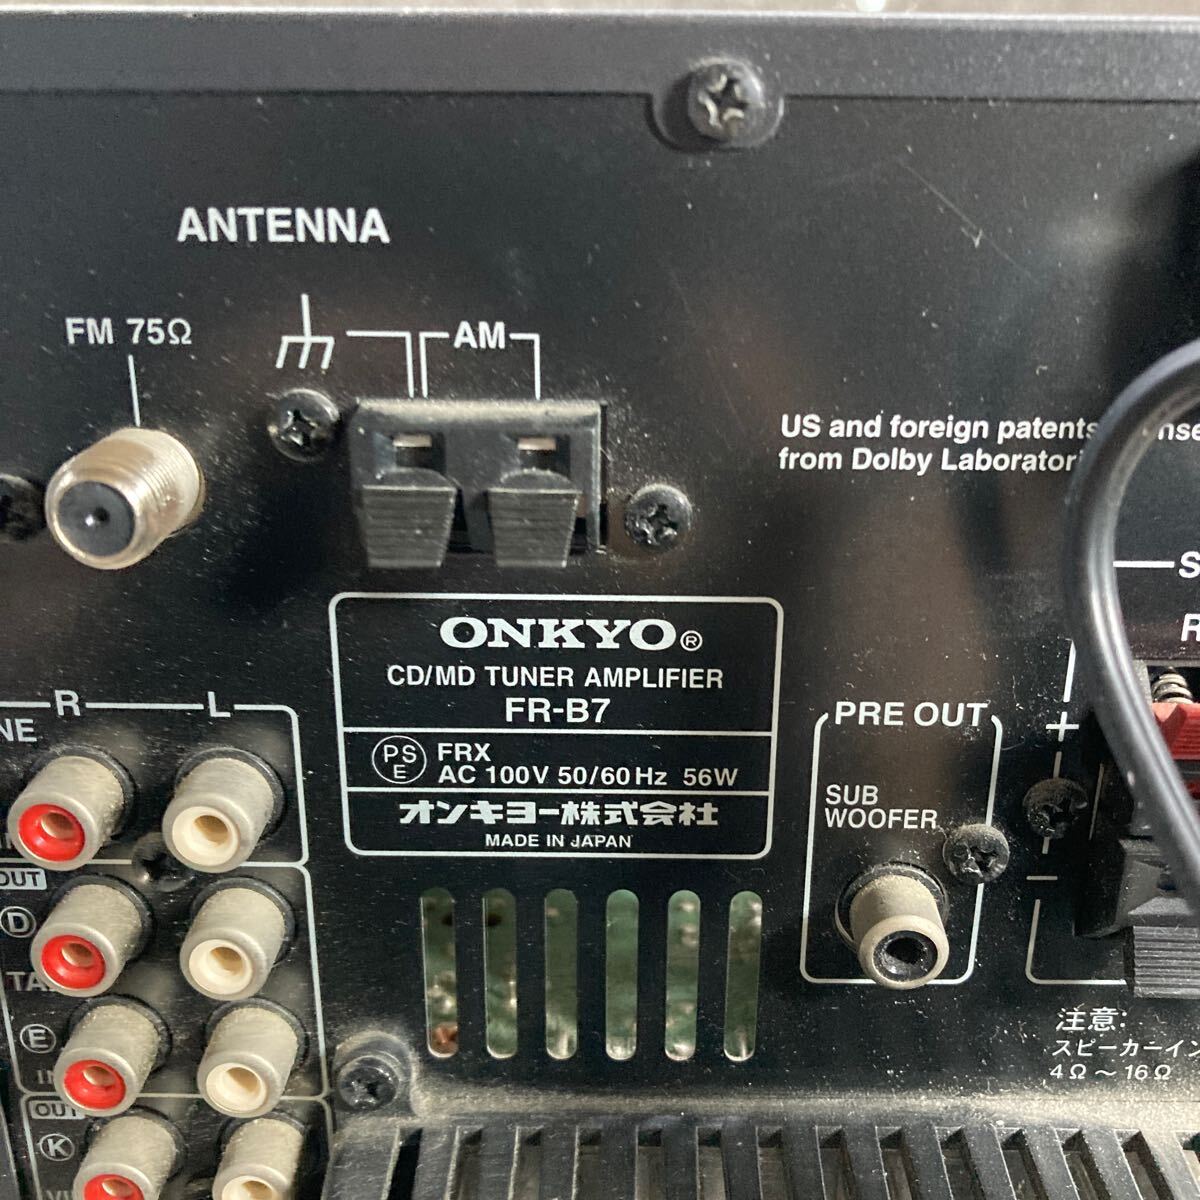 ANTENNA
FM 75Ω
AM
US and foreign patents
from Dolby
ONKYO®
CD/MD TUNER AMPLIFIER
FR-B7
PS
E
FRX
AC 100V 50/60Hz 56W
オンキヨー株式会社
MADE IN JAPAN
R
L
PRE OUT
SUB
WOOFER
R
+
−
OUT
D
E
OUT
K
注意:
4Ω～16Ω